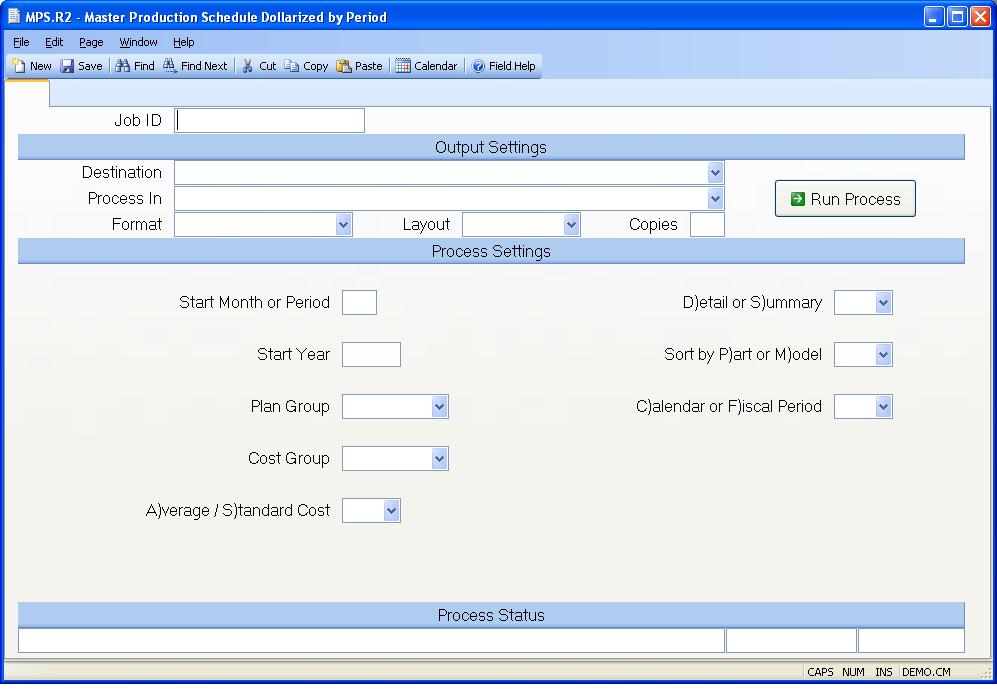 MPS.R2 - Master Production Schedule Dollarized by Period
File Edit Page Window Help
New Save Find Find Next Cut Copy Paste Calendar Field Help
Job ID
Output Settings
Destination
Process In
Run Process
Format Layout Copies
Process Settings
Start Month or Period D)etail or S)ummary
Start Year Sort by P)art or M)odel
Plan Group C)alendar or F)iscal Period
Cost Group
A)verage / S)tandard Cost
Process Status
CAPS NUM INS DEMO.CM